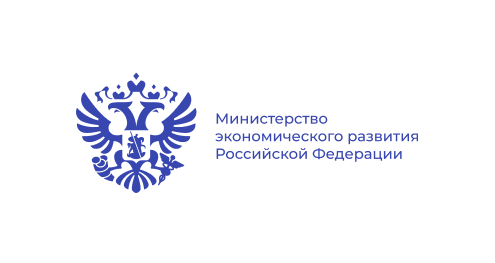 Министерство
экономического развития
Российской Федерации